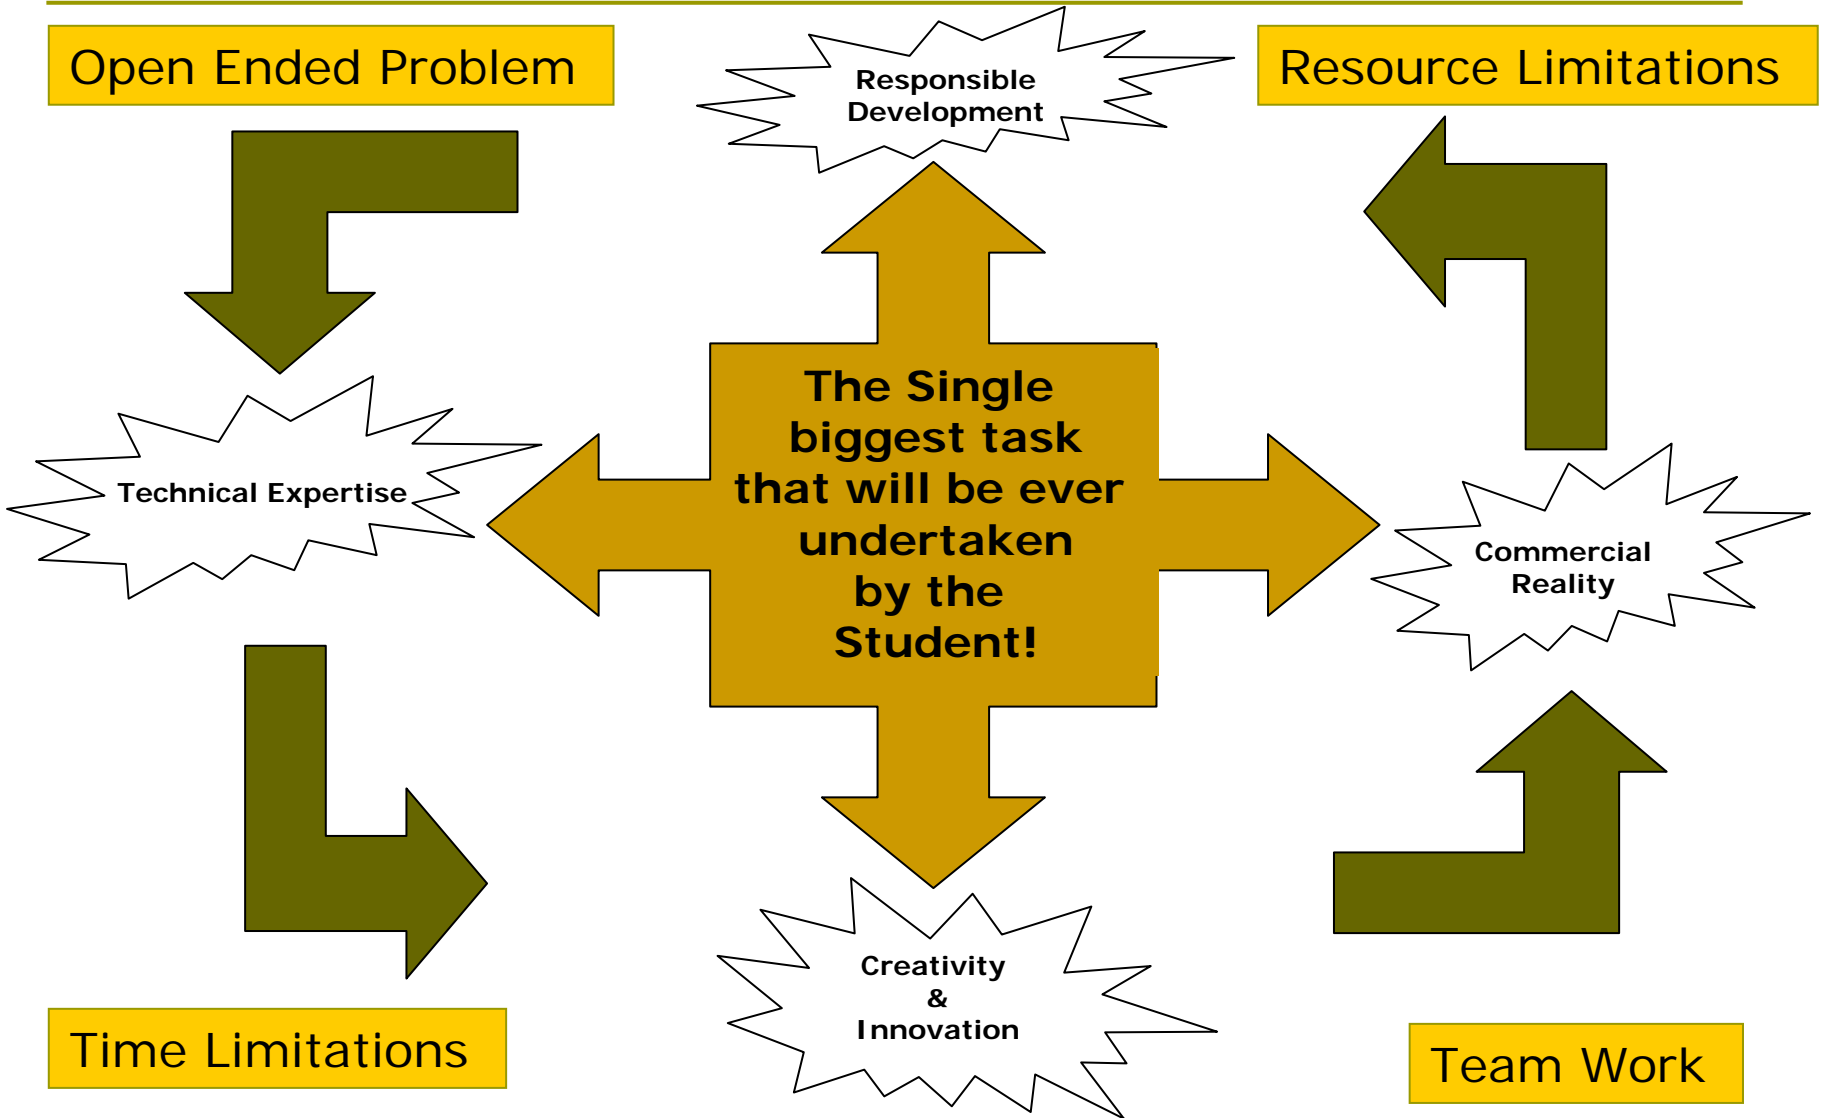 Open Ended Problem
Responsible
Development
Resource Limitations
The Single
biggest task
that will be ever
undertaken
by the
Student!
Technical Expertise
Commercial
Reality
Creativity
&
Innovation
Time Limitations
Team Work